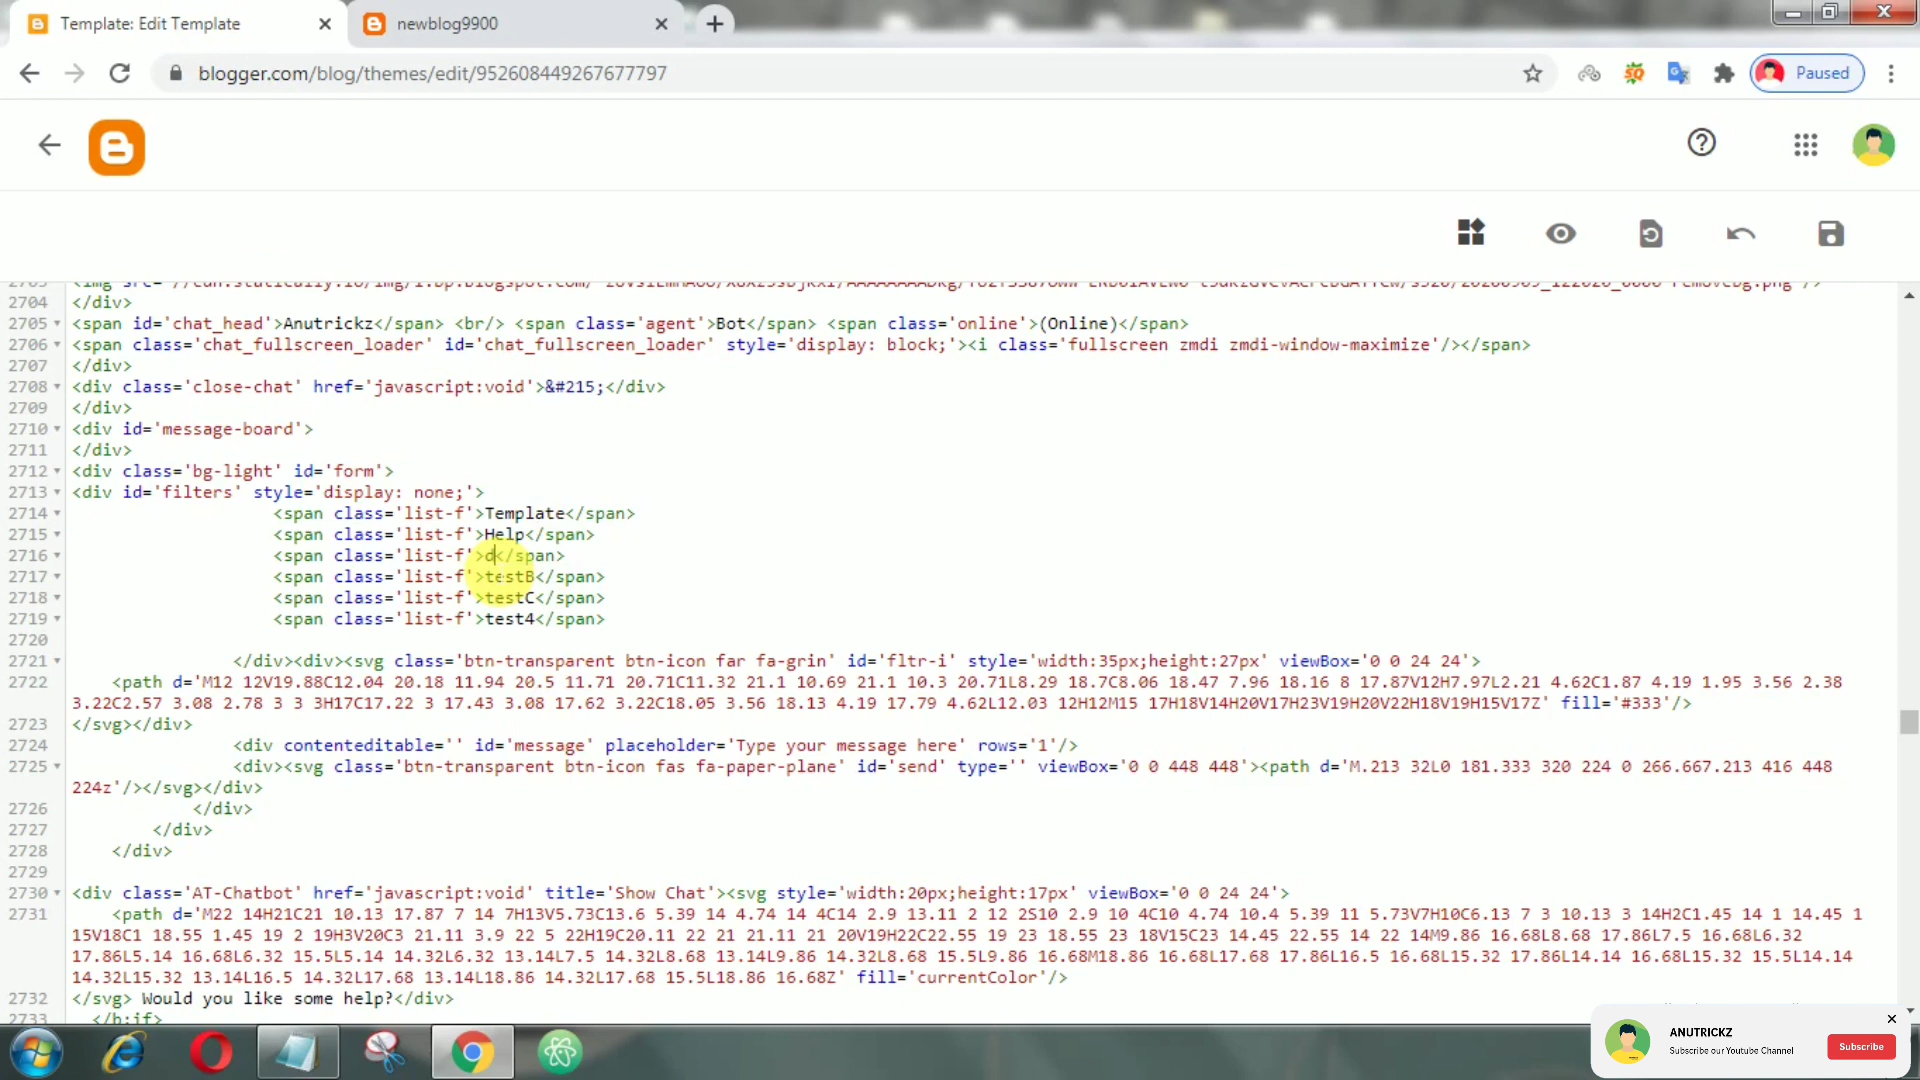 Template: Edit Template
newblog9900
blogger.com/blog/themes/edit/952608449267677797
Paused
2704 </div>
2705 <span id='chat_head'>Anutrickz</span> <br/> <span class='agent'>Bot</span> <span class='online'>(Online)</span>
2706 <span class='chat_fullscreen_loader' id='chat_fullscreen_loader' style='display: block;'><i class='fullscreen zmdi zmdi-window-maximize'/></span>
2707 </div>
2708 <div class='close-chat' href='javascript:void'>&#215;</div>
2709 </div>
2710 <div id='message-board'>
2711 </div>
2712 <div class='bg-light' id='form'>
2713 <div id='filters' style='display: none;'>
2714 <span class='list-f'>Template</span>
2715 <span class='list-f'>Help</span>
2716 <span class='list-f'>d</span>
2717 <span class='list-f'>testB</span>
2718 <span class='list-f'>testC</span>
2719 <span class='list-f'>test4</span>
2720
2721 </div><div><svg class='btn-transparent btn-icon far fa-grin' id='fltr-i' style='width:35px;height:27px' viewBox='0 0 24 24'>
2722 <path d='M12 12V19.88C12.04 20.18 11.94 20.5 11.71 20.71C11.32 21.1 10.69 21.1 10.3 20.71L8.29 18.7C8.06 18.47 7.96 18.16 8 17.87V12H7.97L2.21 4.62C1.87 4.19 1.95 3.56 2.38
3.22C2.57 3.08 2.78 3 3 3H17C17.22 3 17.43 3.08 17.62 3.22C18.05 3.56 18.13 4.19 17.79 4.62L12.03 12H12M15 17H18V14H20V17H23V19H20V22H18V19H15V17Z' fill='#333'/>
2723 </svg></div>
2724 <div contenteditable='' id='message' placeholder='Type your message here' rows='1'/>
2725 <div><svg class='btn-transparent btn-icon fas fa-paper-plane' id='send' type='' viewBox='0 0 448 448'><path d='M.213 32L0 181.333 320 224 0 266.667.213 416 448
224z'/></svg></div>
2726 </div>
2727 </div>
2728 </div>
2729
2730 <div class='AT-Chatbot' href='javascript:void' title='Show Chat'><svg style='width:20px;height:17px' viewBox='0 0 24 24'>
2731 <path d='M22 14H21C21 10.13 17.87 7 14 7H13V5.73C13.6 5.39 14 4.74 14 4C14 2.9 13.11 2 12 2S10 2.9 10 4C10 4.74 10.4 5.39 11 5.73V7H10C6.13 7 3 10.13 3 14H2C1.45 14 1 14.45 1
15V18C1 18.55 1.45 19 2 19H3V20C3 21.11 3.9 22 5 22H19C20.11 22 21 21.11 21 20V19H22C22.55 19 23 18.55 23 18V15C23 14.45 22.55 14 22 14M9.86 16.68L8.68 17.86L7.5 16.68L6.32
17.86L5.14 16.68L6.32 15.5L5.14 14.32L6.32 13.14L7.5 14.32L8.68 13.14L9.86 14.32L8.68 15.5L9.86 16.68M18.86 16.68L17.68 17.86L16.5 16.68L15.32 17.86L14.14 16.68L15.32 15.5L14.14
14.32L15.32 13.14L16.5 14.32L17.68 13.14L18.86 14.32L17.68 15.5L18.86 16.68Z' fill='currentColor'/>
2732 </svg> Would you like some help?</div>
2733 </b:if>
ANUTRICKZ
Subscribe our Youtube Channel
Subscribe